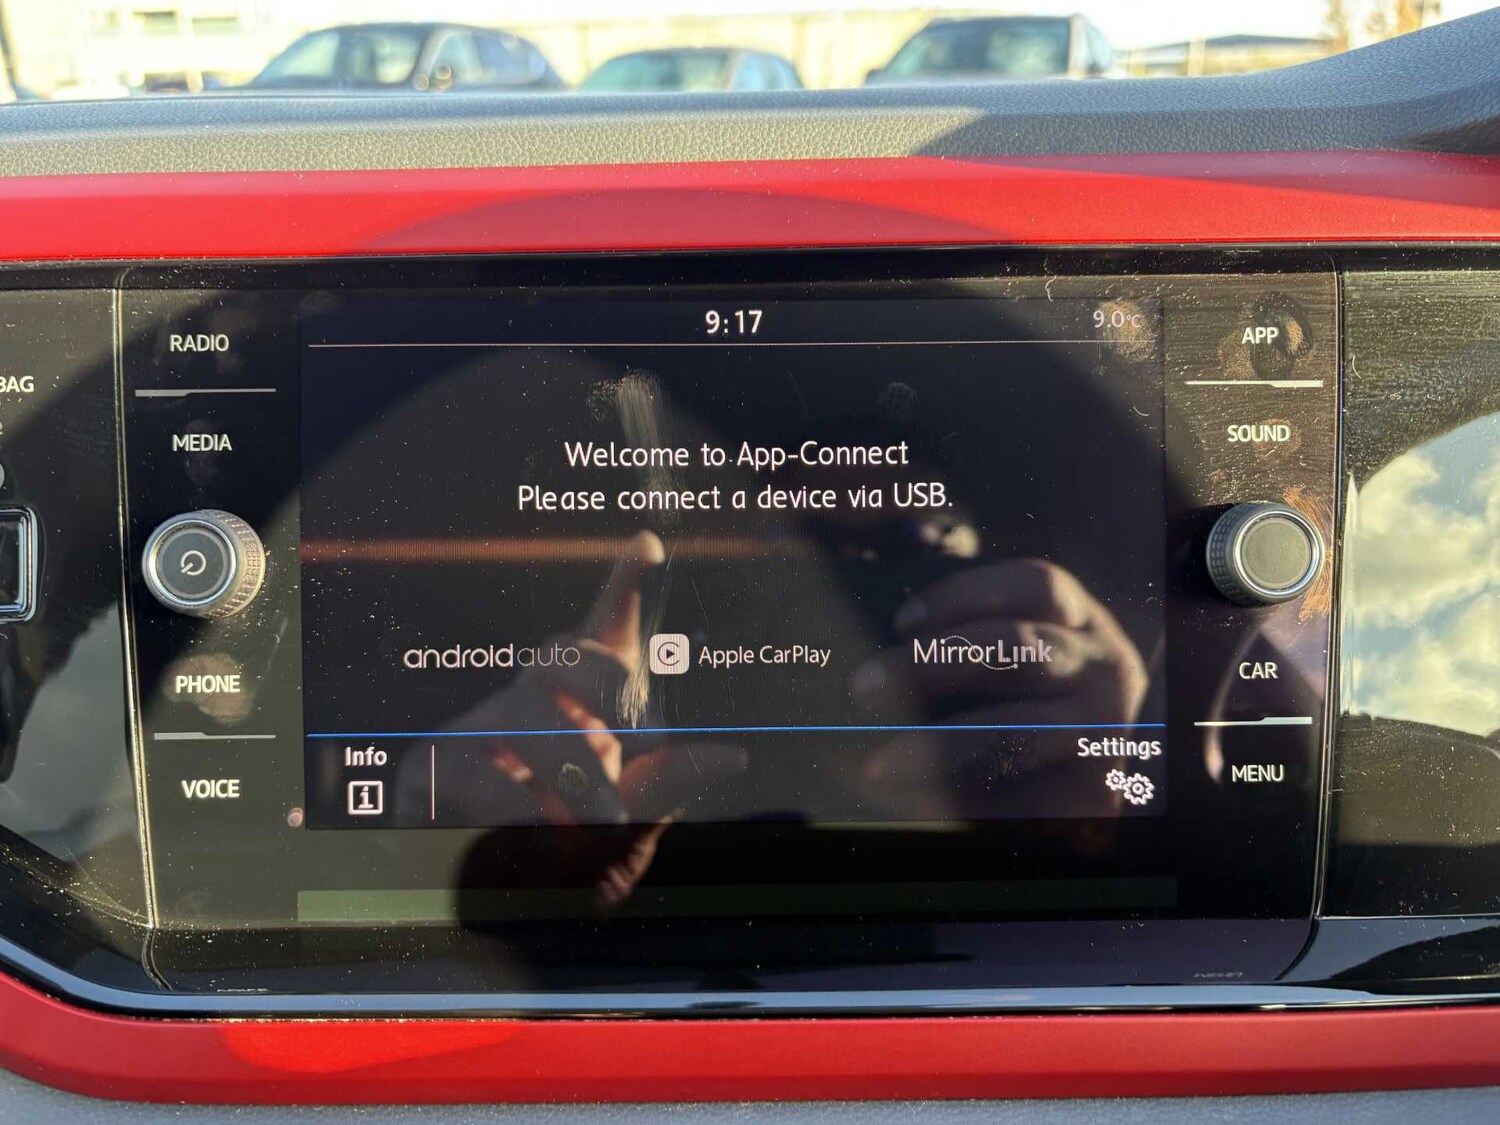 9:17
9.0°C
RADIO
APP
BAG
MEDIA
SOUND
Welcome to App-Connect
Please connect a device via USB.
androidauto
Apple CarPlay
MirrorLink
PHONE
CAR
Info
Settings
VOICE
MENU